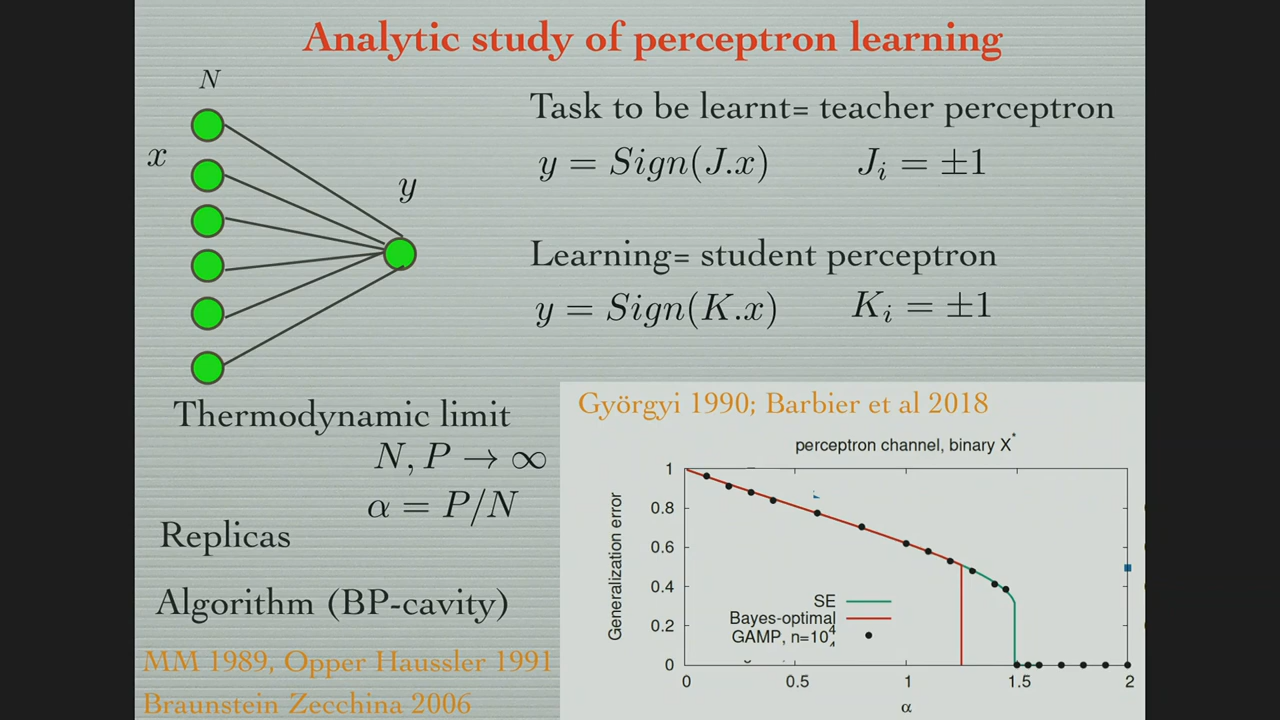 Analytic study of perceptron learning
N
x
y
Task to be learnt= teacher perceptron
y = Sign(J.x) J_i = ±1
Learning= student perceptron
y = Sign(K.x) K_i = ±1
Thermodynamic limit
N, P → ∞
α = P/N
Replicas
Algorithm (BP-cavity)
MM 1989, Opper Haussler 1991
Braunstein Zecchina 2006
Györgyi 1990; Barbier et al 2018
perceptron channel, binary X*
Generalization error
1
0.8
0.6
0.4
0.2
0
SE
Bayes-optimal
GAMP, n=10^4
0 0.5 1 1.5 2
α